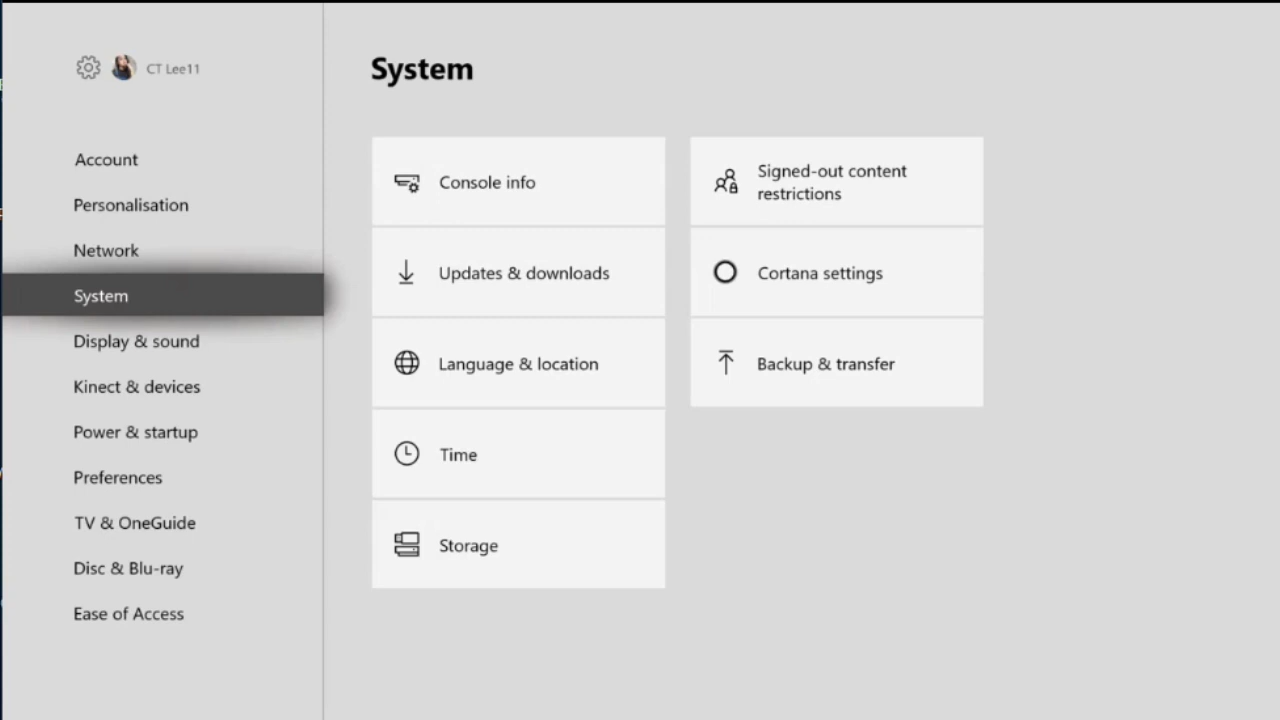 CT Lee11
Account
Personalisation
Network
System
Display & sound
Kinect & devices
Power & startup
Preferences
TV & OneGuide
Disc & Blu-ray
Ease of Access
System
Console info
Updates & downloads
Language & location
Time
Storage
Signed-out content
restrictions
Cortana settings
Backup & transfer